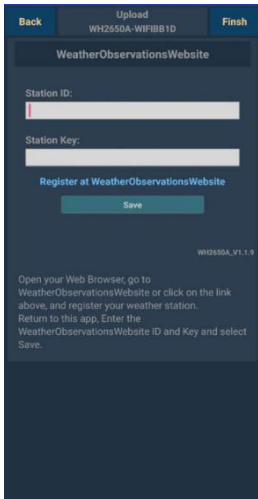 Back
Upload
WH2650A-WIFIBB1D
Finsh
WeatherObservationsWebsite
Station ID:
Station Key:
Register at WeatherObservationsWebsite
Save
WH2650A_V1.1.9
Open your Web Browser, go to
WeatherObservationsWebsite or click on the link
above, and register your weather station.
Return to this app, Enter the
WeatherObservationsWebsite ID and Key and select
Save.